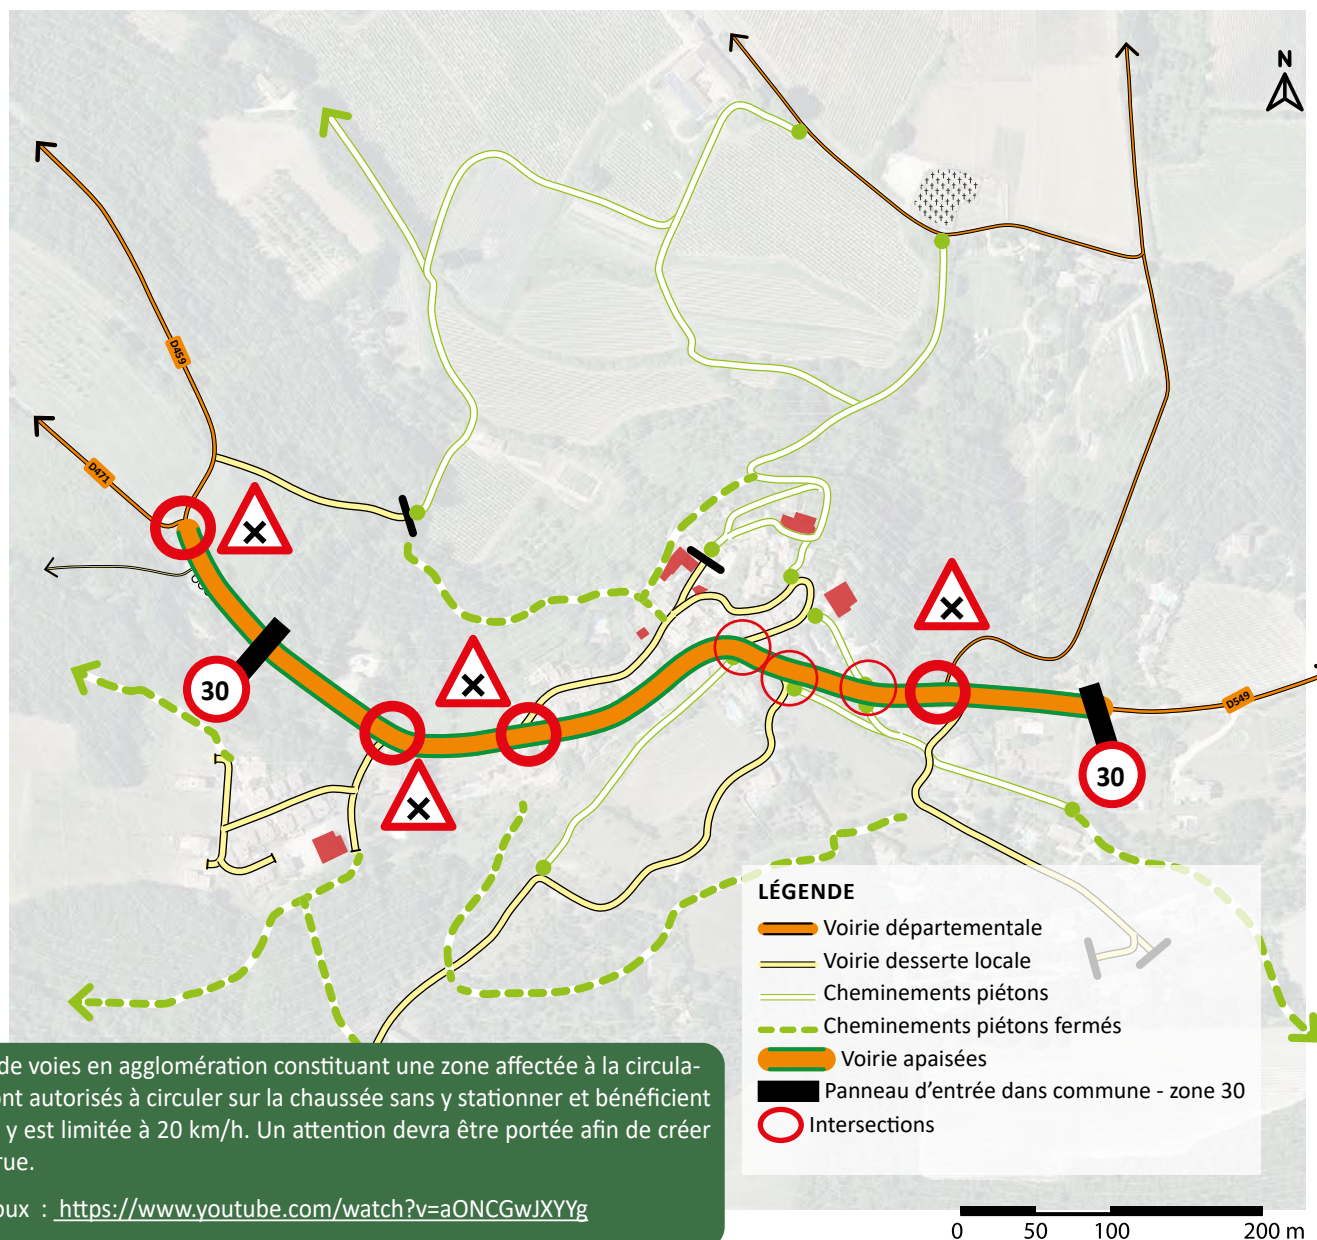 N
D459
D471
30
D549
30
LÉGENDE
Voirie départementale
Voirie desserte locale
Cheminements piétons
Cheminements piétons fermés
Voirie apaisées
Panneau d'entrée dans commune - zone 30
Intersections
de voies en agglomération constituant une zone affectée à la circula-
ont autorisés à circuler sur la chaussée sans y stationner et bénéficient
y est limitée à 20 km/h. Un attention devra être portée afin de créer
rue.
oux : https://www.youtube.com/watch?v=aONCGwJXYYg
0 50 100 200 m